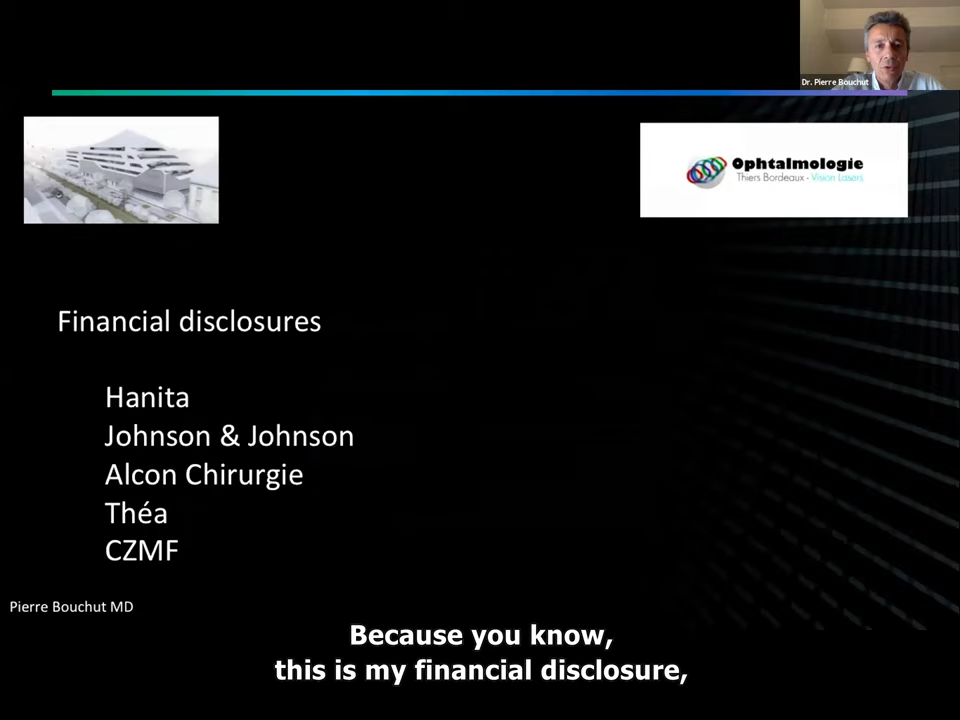 Dr. Pierre Bouchut
Ophtalmologie
Thiers Bordeaux - Vision Lasers
Financial disclosures
Hanita
Johnson & Johnson
Alcon Chirurgie
Théa
CZMF
Pierre Bouchut MD
Because you know,
this is my financial disclosure,